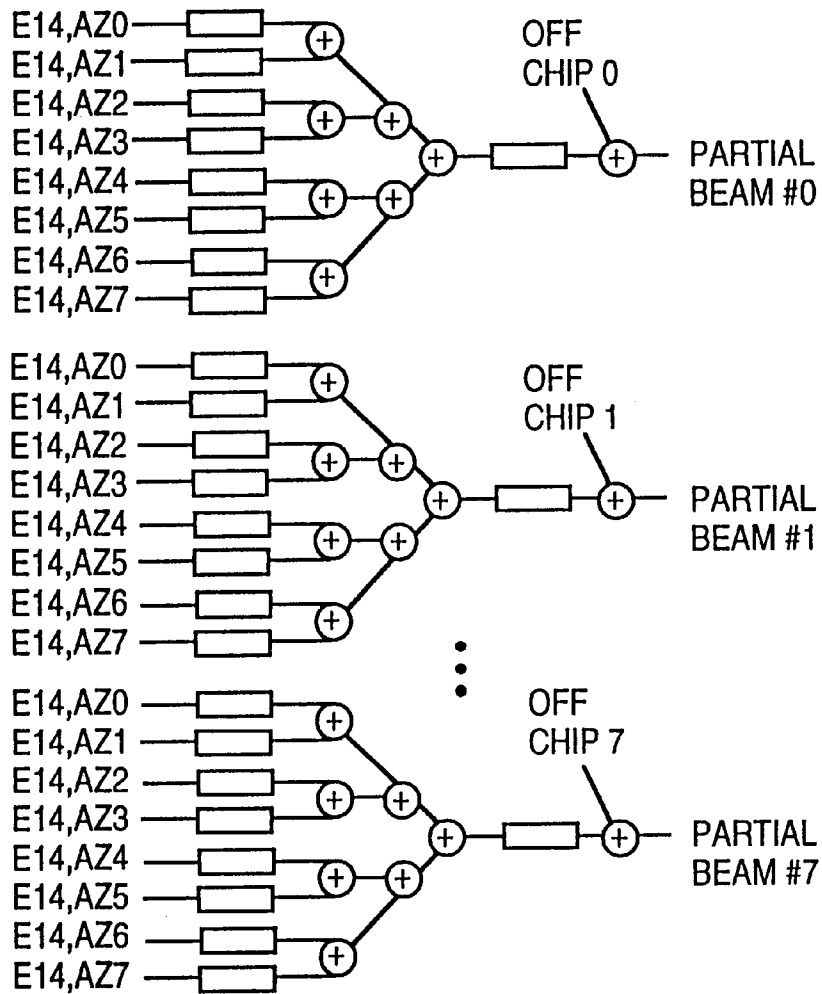 E14,AZ0
E14,AZ1
E14,AZ2
E14,AZ3
E14,AZ4
E14,AZ5
E14,AZ6
E14,AZ7
OFF
CHIP 0
PARTIAL
BEAM #0
E14,AZ0
E14,AZ1
E14,AZ2
E14,AZ3
E14,AZ4
E14,AZ5
E14,AZ6
E14,AZ7
OFF
CHIP 1
PARTIAL
BEAM #1
E14,AZ0
E14,AZ1
E14,AZ2
E14,AZ3
E14,AZ4
E14,AZ5
E14,AZ6
E14,AZ7
OFF
CHIP 7
PARTIAL
BEAM #7